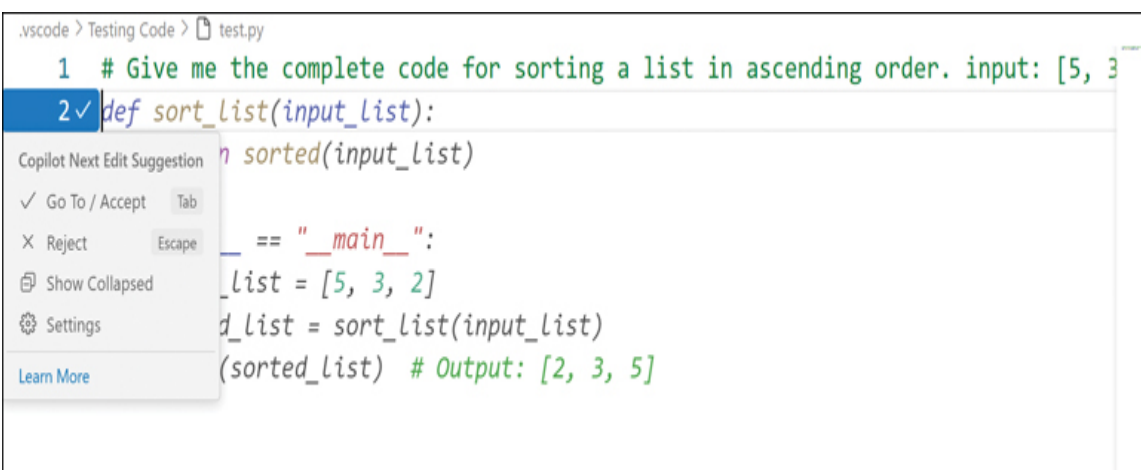 .vscode > Testing Code > test.py
1 # Give me the complete code for sorting a list in ascending order. input: [5, 3
2 def sort_list(input_list):
n sorted(input_list)
__ == "__main__":
_list = [5, 3, 2]
d_list = sort_list(input_list)
(sorted_list) # Output: [2, 3, 5]
Copilot Next Edit Suggestion
Go To / Accept Tab
Reject Escape
Show Collapsed
Settings
Learn More